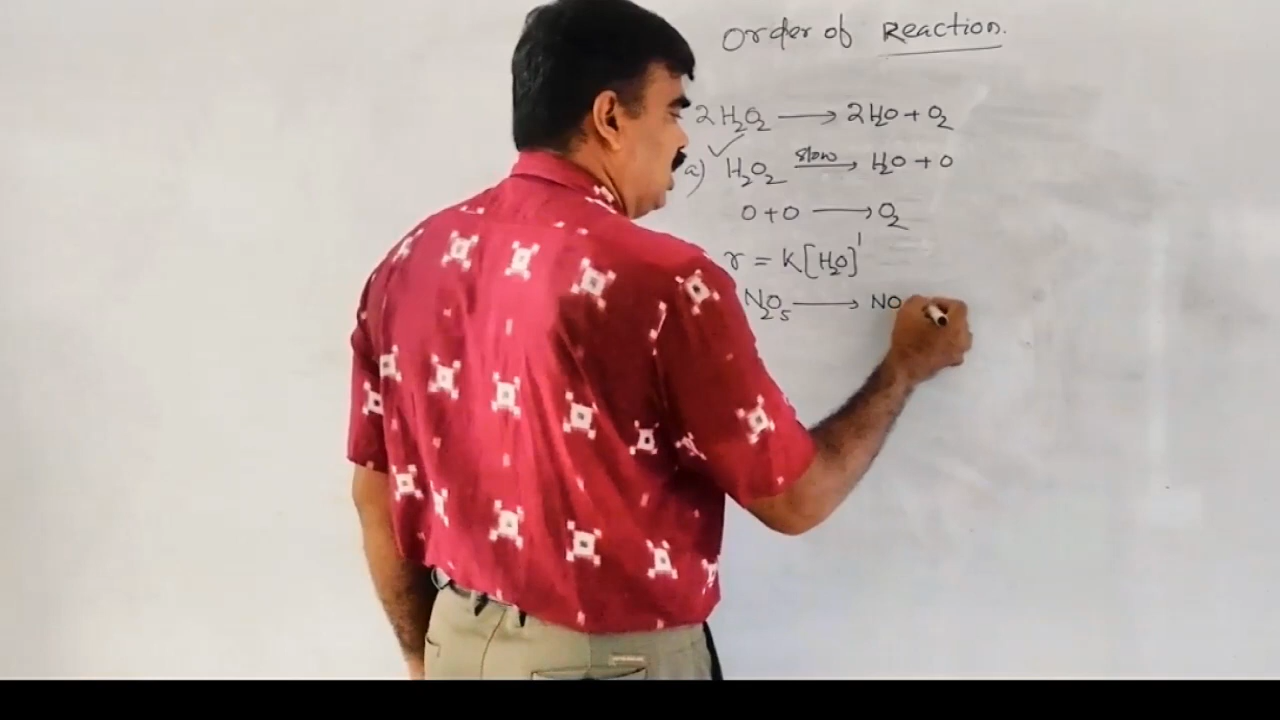 Order of Reaction.
2H₂O₂ ⟶ 2H₂O + O₂
a) H₂O₂ slow⟶ H₂O + O
O + O ⟶ O₂
r = K[H₂O]¹
N₂O₅ ⟶ NO